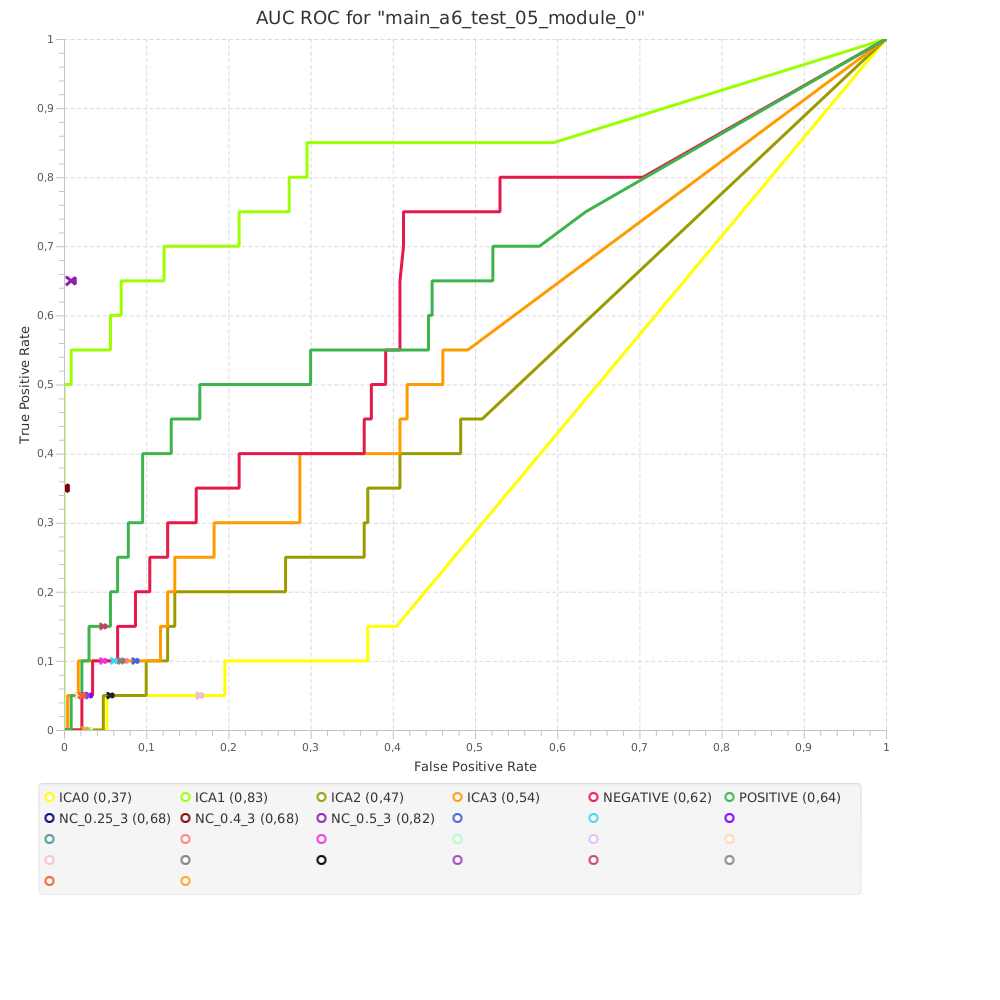 AUC ROC for "main_a6_test_05_module_0"
1
0,9
0,8
0,7
0,6
0,5
0,4
0,3
0,2
0,1
0
True Positive Rate
0 0,1 0,2 0,3 0,4 0,5 0,6 0,7 0,8 0,9 1
False Positive Rate
ICA0 (0,37) ICA1 (0,83) ICA2 (0,47) ICA3 (0,54) NEGATIVE (0,62) POSITIVE (0,64)
NC_0.25_3 (0,68) NC_0.4_3 (0,68) NC_0.5_3 (0,82)